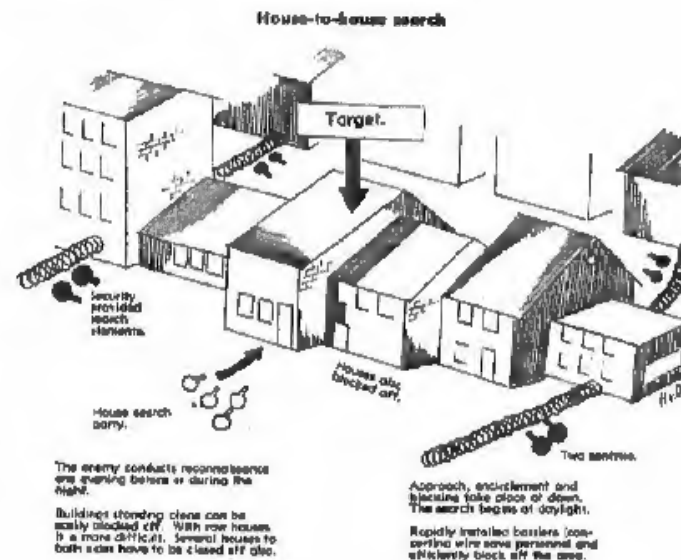 House-to-house search
Target.
Security
provided
search
elements.
House search
party.
Houses also
blocked off.
Two sentries.
The enemy conducts reconnaissance
one evening before or during the
night.
Buildings standing alone can be
easily blocked off. With row houses
it is more difficult. Several houses to
both sides have to be closed off also.
Approach, encirclement and
blocking take place at dawn.
The search begins at daylight.
Rapidly installed barriers (con-
certina wire save personnel and
efficiently block off the area.